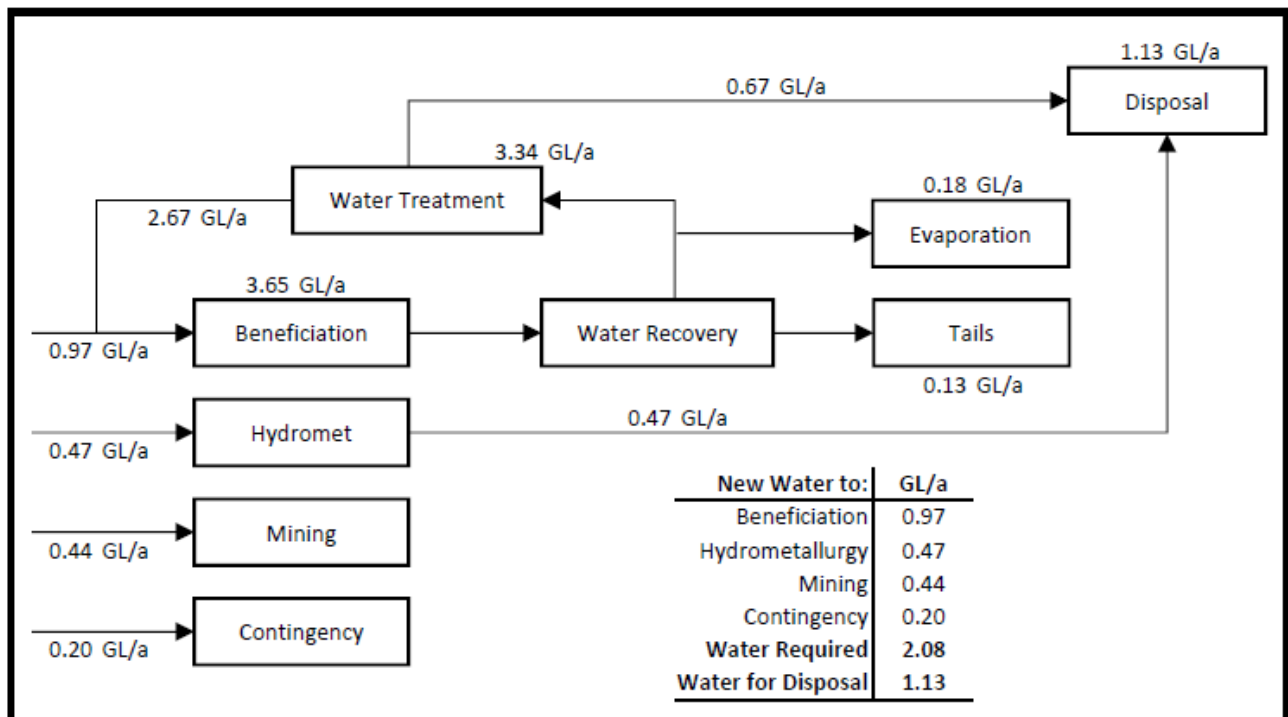 1.13 GL/a
0.67 GL/a
Disposal
3.34 GL/a
Water Treatment
0.18 GL/a
2.67 GL/a
Evaporation
3.65 GL/a
Beneficiation
Water Recovery
Tails
0.97 GL/a
0.13 GL/a
Hydromet
0.47 GL/a
0.47 GL/a
Mining
0.44 GL/a
Contingency
0.20 GL/a
New Water to: GL/a
Beneficiation 0.97
Hydrometallurgy 0.47
Mining 0.44
Contingency 0.20
Water Required 2.08
Water for Disposal 1.13